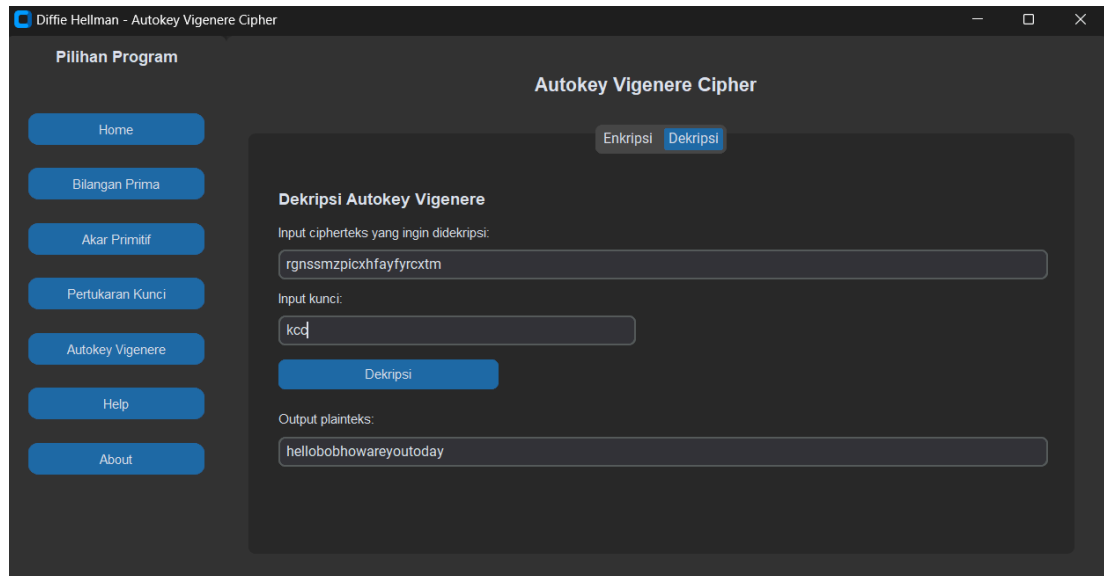 Diffie Hellman - Autokey Vigenere Cipher
Pilihan Program
Home
Bilangan Prima
Akar Primitif
Pertukaran Kunci
Autokey Vigenere
Help
About
Autokey Vigenere Cipher
Enkripsi Dekripsi
Dekripsi Autokey Vigenere
Input cipherteks yang ingin didekripsi:
rgnssmzpicxhfayfyrcxtm
Input kunci:
kcc
Dekripsi
Output plainteks:
hellobobhowareyoutoday